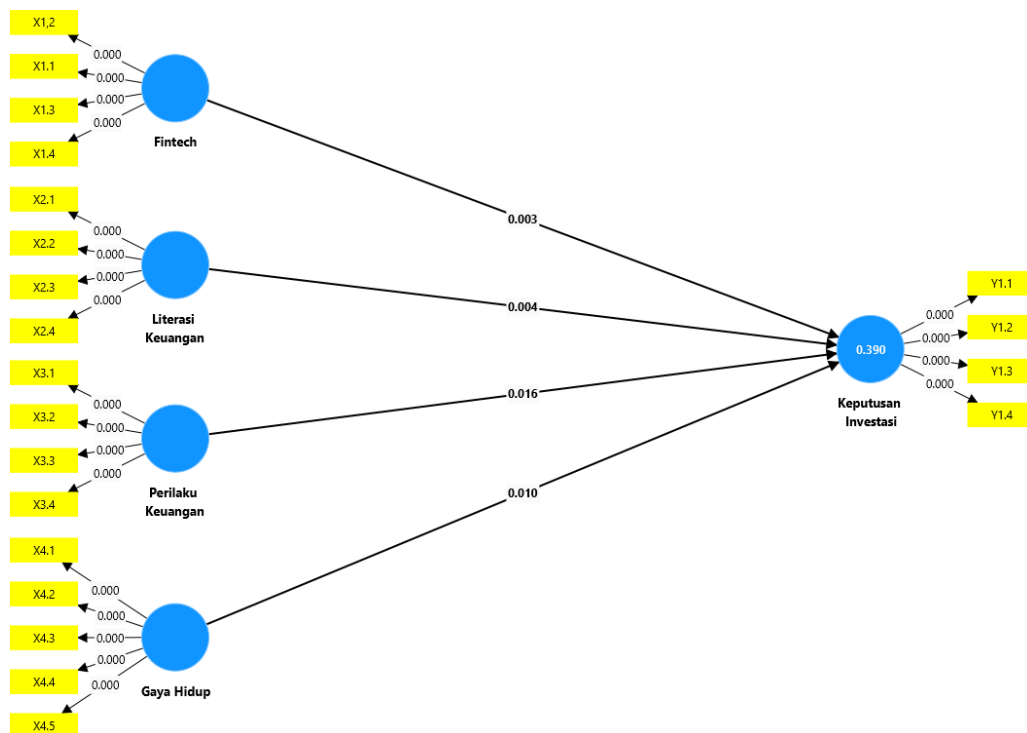 X1,2
0.000
X1.1
0.000
X1.3
0.000
X1.4
0.000
Fintech
0.003
X2.1
0.000
X2.2
0.000
X2.3
0.000
X2.4
0.000
Literasi
Keuangan
0.004
X3.1
0.000
X3.2
0.000
X3.3
0.000
X3.4
0.000
Perilaku
Keuangan
0.016
X4.1
0.000
X4.2
0.000
X4.3
0.000
X4.4
0.000
X4.5
0.000
Gaya Hidup
0.010
0.390
Keputusan
Investasi
0.000
Y1.1
0.000
Y1.2
0.000
Y1.3
0.000
Y1.4